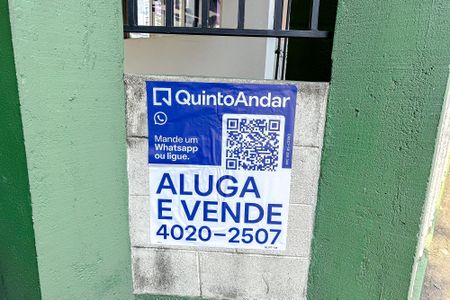 QuintoAndar
Mande um
Whatsapp
ou ligue.
ALUGA
E VENDE
4020-2507